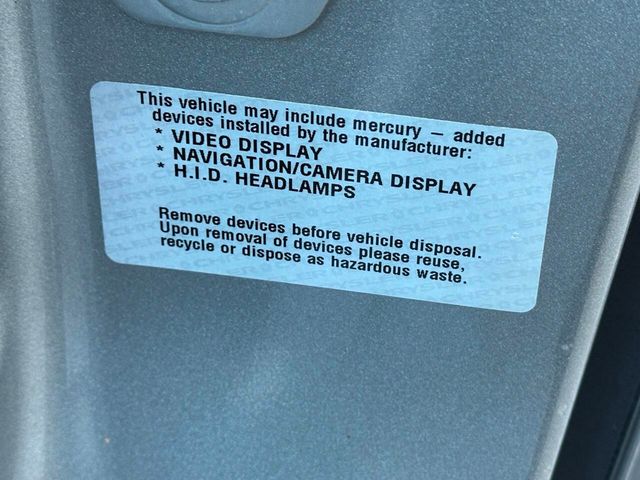 This vehicle may include mercury – added
devices installed by the manufacturer:
* VIDEO DISPLAY
* NAVIGATION/CAMERA DISPLAY
* H.I.D. HEADLAMPS
Remove devices before vehicle disposal.
Upon removal of devices please reuse,
recycle or dispose as hazardous waste.